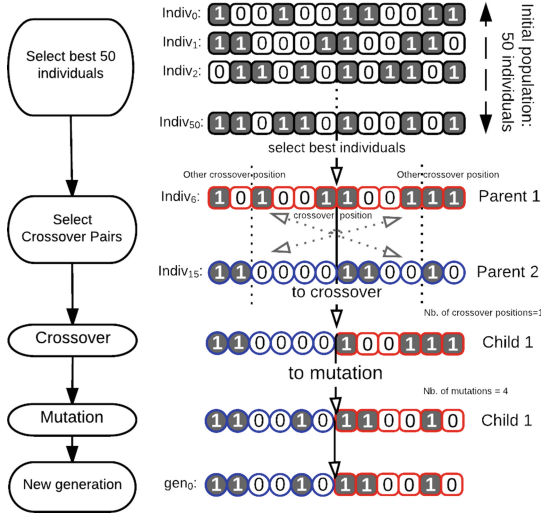 Select best 50
individuals
Select
Crossover Pairs
Crossover
Mutation
New generation
Indiv0: 1 0 0 1 0 0 1 1 0 0 1 1
Indiv1: 1 1 0 0 0 1 1 0 0 0 1 1
Indiv2: 0 1 1 0 1 0 1 0 1 1 0 1
Indiv50: 1 1 0 1 1 0 1 0 0 1 0 1
Initial population:
50 individuals
select best individuals
Other crossover position
Other crossover position
Indiv6: 1 0 1 0 0 1 1 0 0 1 1 1 Parent 1
crossover position
Indiv15: 1 1 0 0 0 0 1 1 0 0 1 0 Parent 2
to crossover
Nb. of crossover positions=1
1 1 0 0 0 0 1 0 0 1 1 1 Child 1
to mutation
Nb. of mutations = 4
1 1 0 0 1 0 1 1 0 0 1 0 Child 1
gen0: 1 1 0 0 1 0 1 1 0 0 1 0